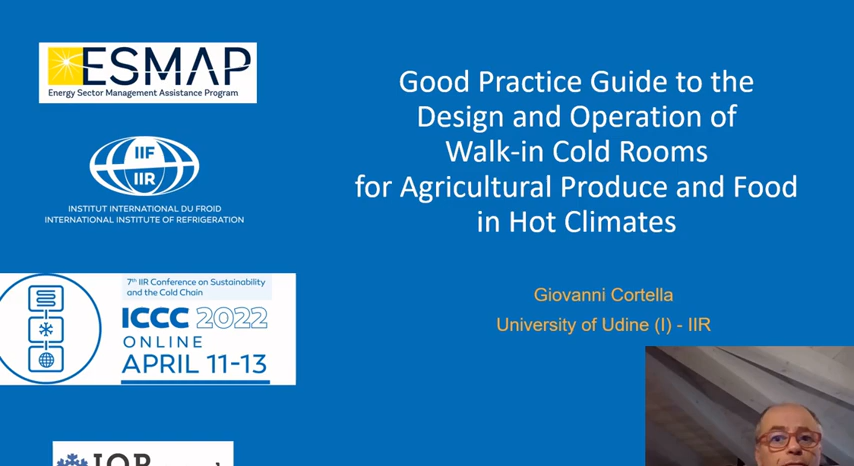 ESMAP
Energy Sector Management Assistance Program
IIF
IIR
INSTITUT INTERNATIONAL DU FROID
INTERNATIONAL INSTITUTE OF REFRIGERATION
7th IIR Conference on Sustainability
and the Cold Chain
ICCC 2022
ONLINE
APRIL 11-13
Good Practice Guide to the
Design and Operation of
Walk-in Cold Rooms
for Agricultural Produce and Food
in Hot Climates
Giovanni Cortella
University of Udine (I) - IIR